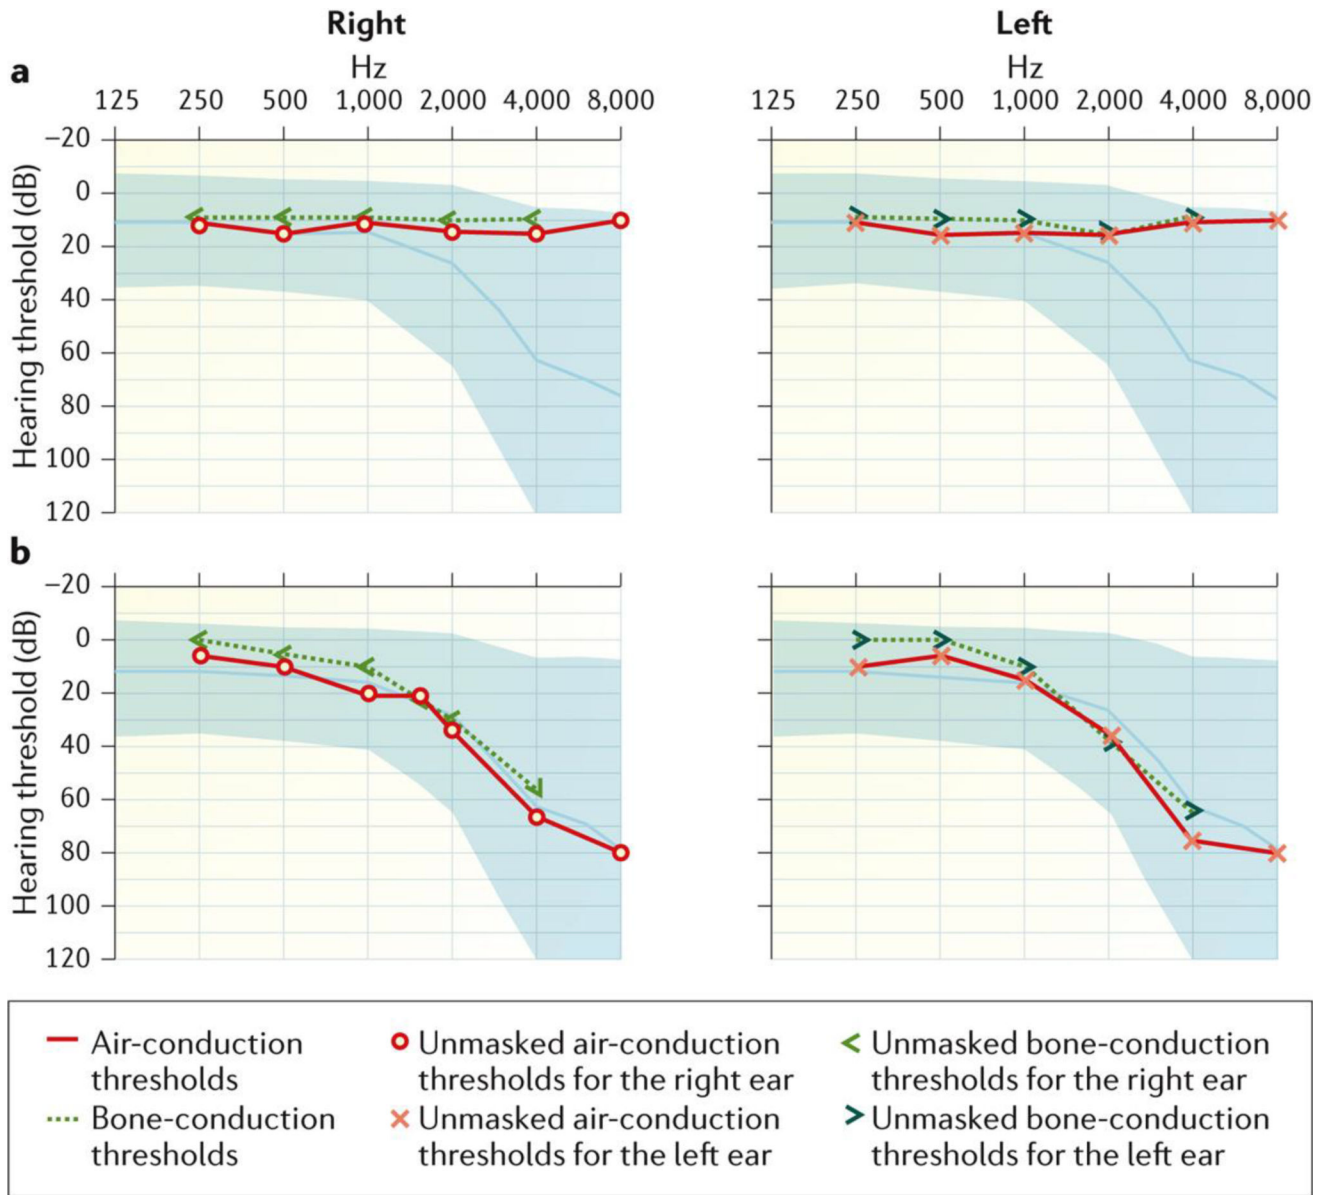 Right Left
a Hz Hz
125 250 500 1,000 2,000 4,000 8,000 125 250 500 1,000 2,000 4,000 8,000
Hearing threshold (dB)
–20
0
20
40
60
80
100
120
b
Hearing threshold (dB)
–20
0
20
40
60
80
100
120
Air-conduction
thresholds
Bone-conduction
thresholds
Unmasked air-conduction
thresholds for the right ear
Unmasked air-conduction
thresholds for the left ear
Unmasked bone-conduction
thresholds for the right ear
Unmasked bone-conduction
thresholds for the left ear